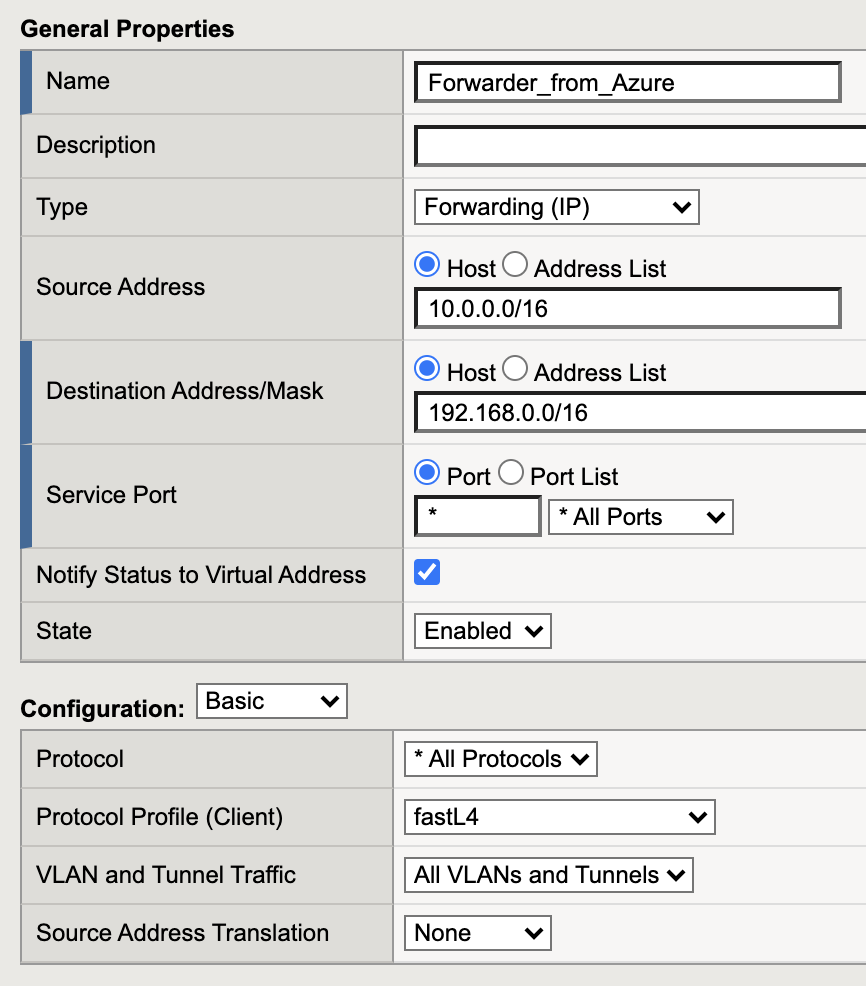 General Properties
Name Forwarder_from_Azure
Description
Type Forwarding (IP)
Source Address Host Address List
10.0.0.0/16
Destination Address/Mask Host Address List
192.168.0.0/16
Service Port Port Port List
* * All Ports
Notify Status to Virtual Address
State Enabled
Configuration: Basic
Protocol * All Protocols
Protocol Profile (Client) fastL4
VLAN and Tunnel Traffic All VLANs and Tunnels
Source Address Translation None